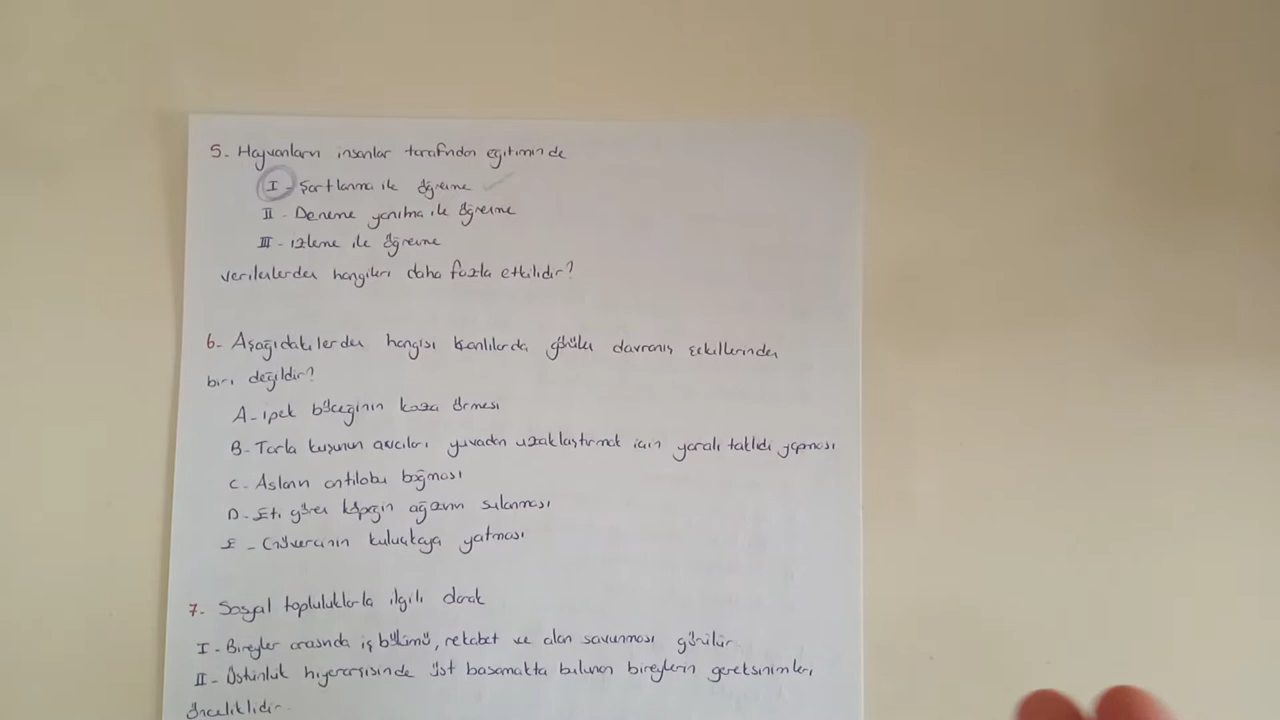 5. Hayvanların insanlar tarafından eğitiminde
I - Şartlanma ile öğrenme
II - Deneme yanılma ile öğrenme
III - izleme ile öğrenme
verilenlerden hangileri daha fazla etkilidir?
6- Aşağıdakilerden hangisi canlılarda görülen davranış şekillerinden
biri değildir?
A - ipek böceğinin koza örmesi
B - Tarla kuşunun avcıları yuvadan uzaklaştırmak için yaralı taklidi yapması
C - Aslanın antilobu boğması
D - Eti gören köpeğin ağzının sulanması
E - Güvercinin kuluçkaya yatması
7- Sosyal topluluklarla ilgili olarak
I - Bireyler arasında iş bölümü, rekabet ve alan savunması görülür.
II - Üstünlük hiyerarşisinde üst basamakta bulunan bireylerin gereksinimleri
önceliklidir.